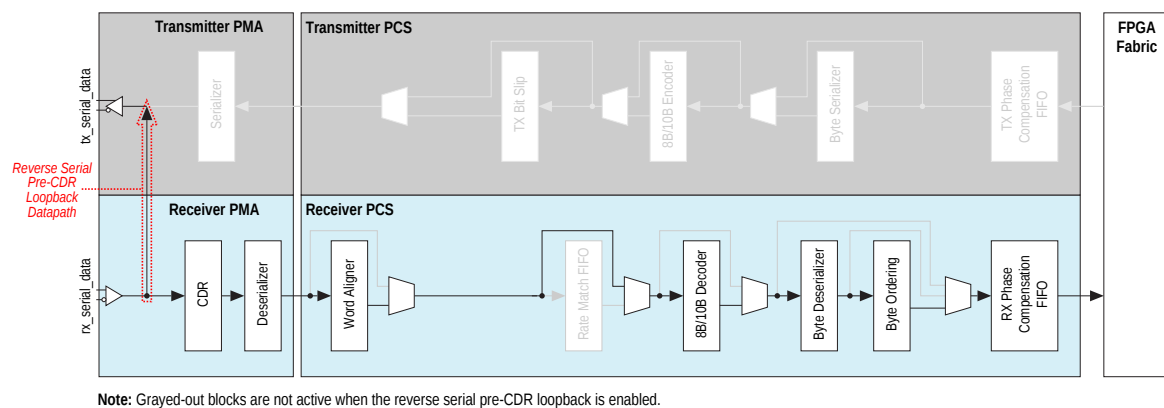 Transmitter PMA
Transmitter PCS
FPGA
Fabric
tx_serial_data
Serializer
TX Bit Slip
8B/10B Encoder
Byte Serializer
TX Phase
Compensation
FIFO
Reverse Serial
Pre-CDR
Loopback
Datapath
Receiver PMA
Receiver PCS
rx_serial_data
CDR
Deserializer
Word Aligner
Rate Match FIFO
8B/10B Decoder
Byte Deserializer
Byte Ordering
RX Phase
Compensation
FIFO
Note: Grayed-out blocks are not active when the reverse serial pre-CDR loopback is enabled.